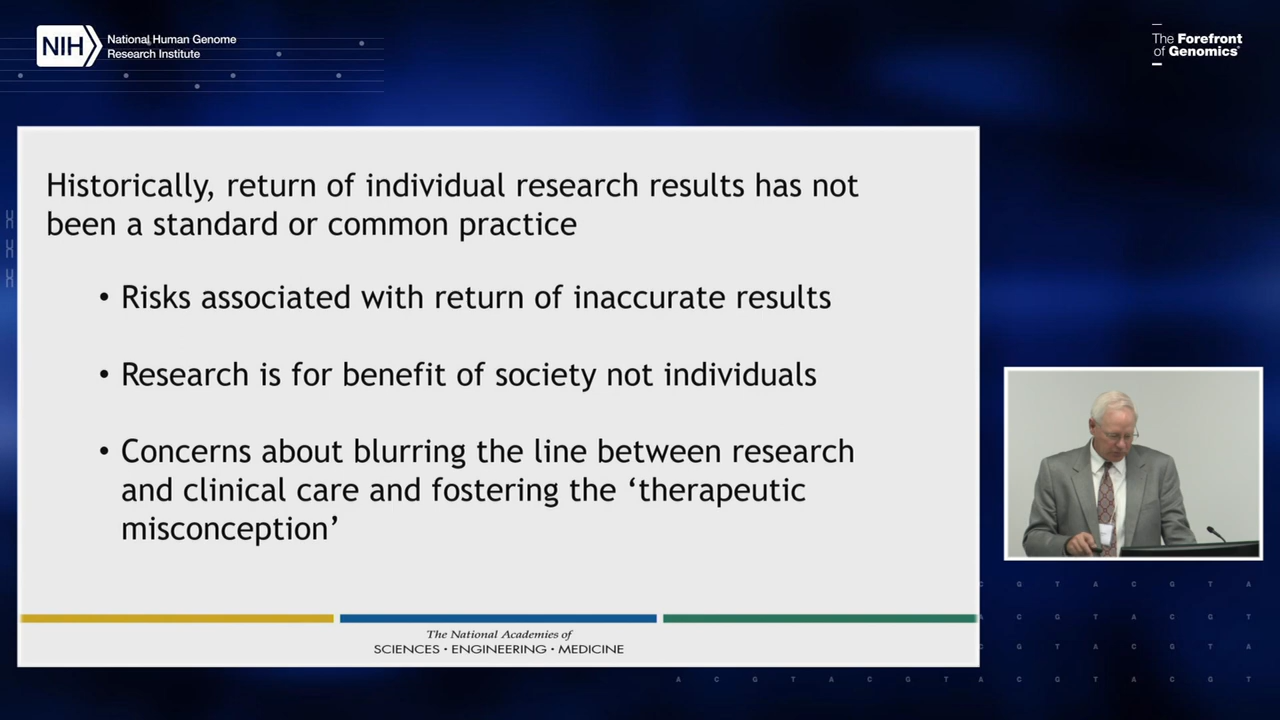 NIH
National Human Genome
Research Institute
The Forefront
of Genomics®
Historically, return of individual research results has not
been a standard or common practice
• Risks associated with return of inaccurate results
• Research is for benefit of society not individuals
• Concerns about blurring the line between research
and clinical care and fostering the ‘therapeutic
misconception’
The National Academies of
SCIENCES · ENGINEERING · MEDICINE
C G T A C G T A
A C G T A C G T
C G T A C G T A
A C G T A C G T A C G T A C G T